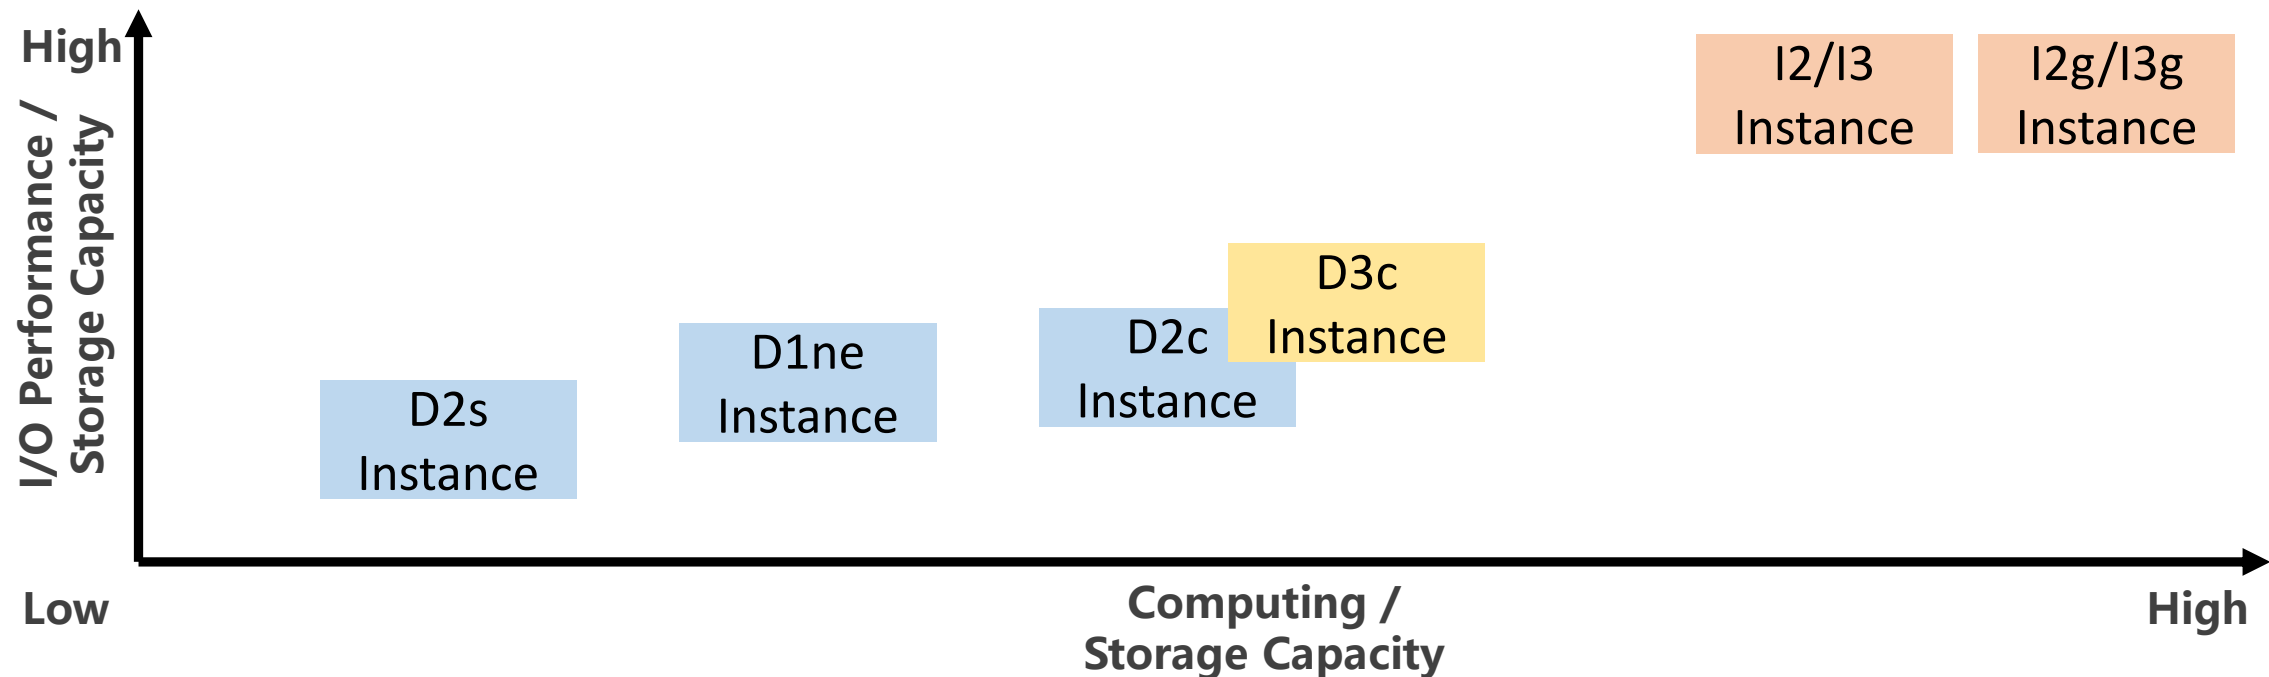 High
I/O Performance /
Storage Capacity
I2/I3
Instance
I2g/I3g
Instance
D3c
Instance
D2c
Instance
D1ne
Instance
D2s
Instance
Low
Computing /
Storage Capacity
High